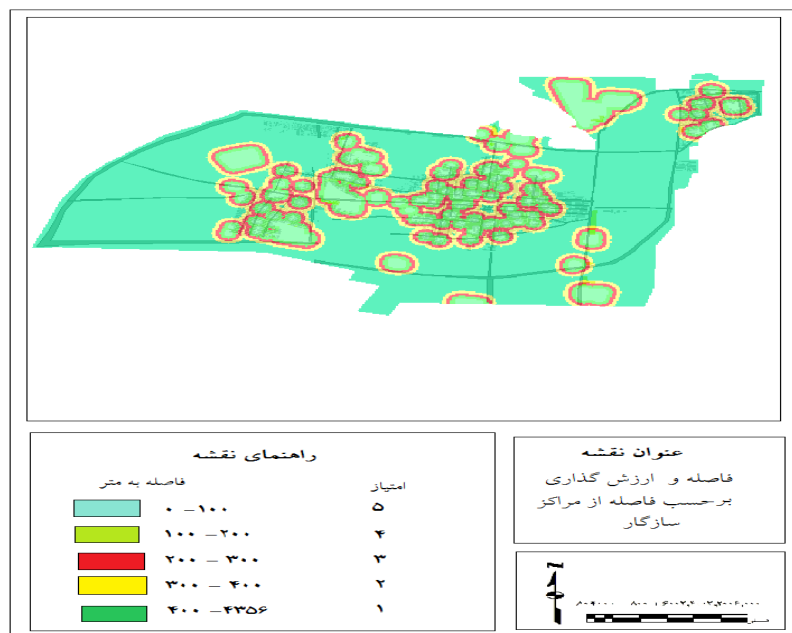 راهنمای نقشه
فاصله به متر
امتیاز
۰ - ۱۰۰
۵
۱۰۰ - ۲۰۰
۴
۲۰۰ - ۳۰۰
۳
۳۰۰ - ۴۰۰
۲
۴۰۰ - ۴۳۵۶
۱
عنوان نقشه
فاصله و ارزش گذاری
برحسب فاصله از مراکز
سازگار